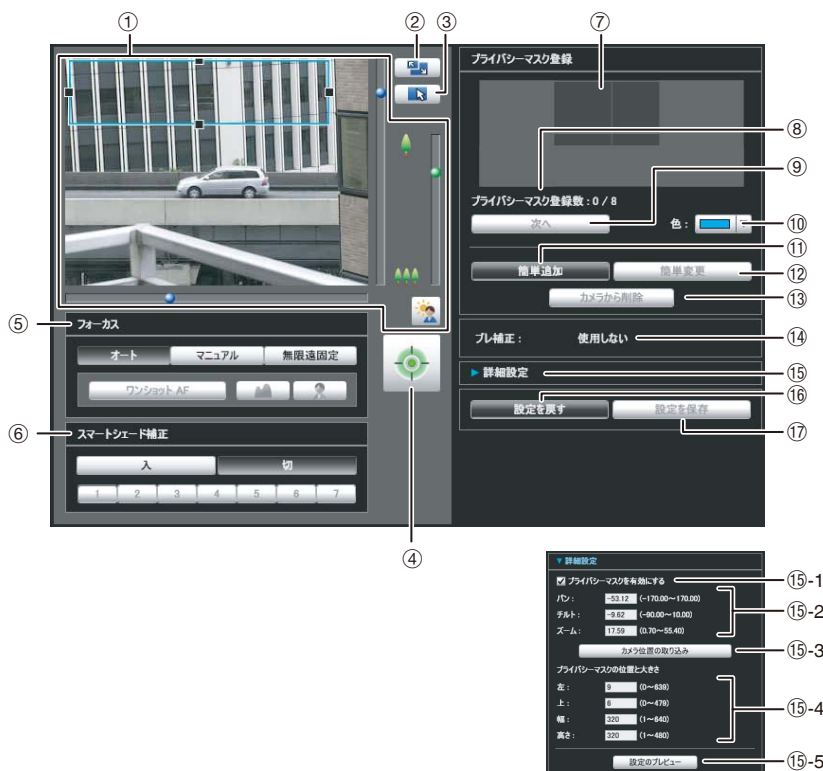 ① ② ③ ⑦
プライバシーマスク登録
⑧
⑨
プライバシーマスク登録数 : 0 / 8
次へ 色 : ⑩
⑪
簡単追加 簡単変更 ⑫
カメラから削除 ⑬
⑤ フォーカス
オート マニュアル 無限遠固定
ワンショット AF
ブレ補正 : 使用しない ⑭
▶ 詳細設定 ⑮
⑯
設定を戻す 設定を保存
⑰
⑥ スマートシェード補正
入 切
1 2 3 4 5 6 7
④
▼ 詳細設定
プライバシーマスクを有効にする ⑮-1
パン : -53.12 (-170.00～170.00)
チルト : -9.62 (-90.00～10.00) ⑮-2
ズーム : 17.59 (0.70～55.40)
カメラ位置の取り込み ⑮-3
プライバシーマスクの位置と大きさ
左 : 9 (0～639)
上 : 6 (0～479) ⑮-4
幅 : 320 (1～640)
高さ : 320 (1～480)
設定のプレビュー ⑮-5